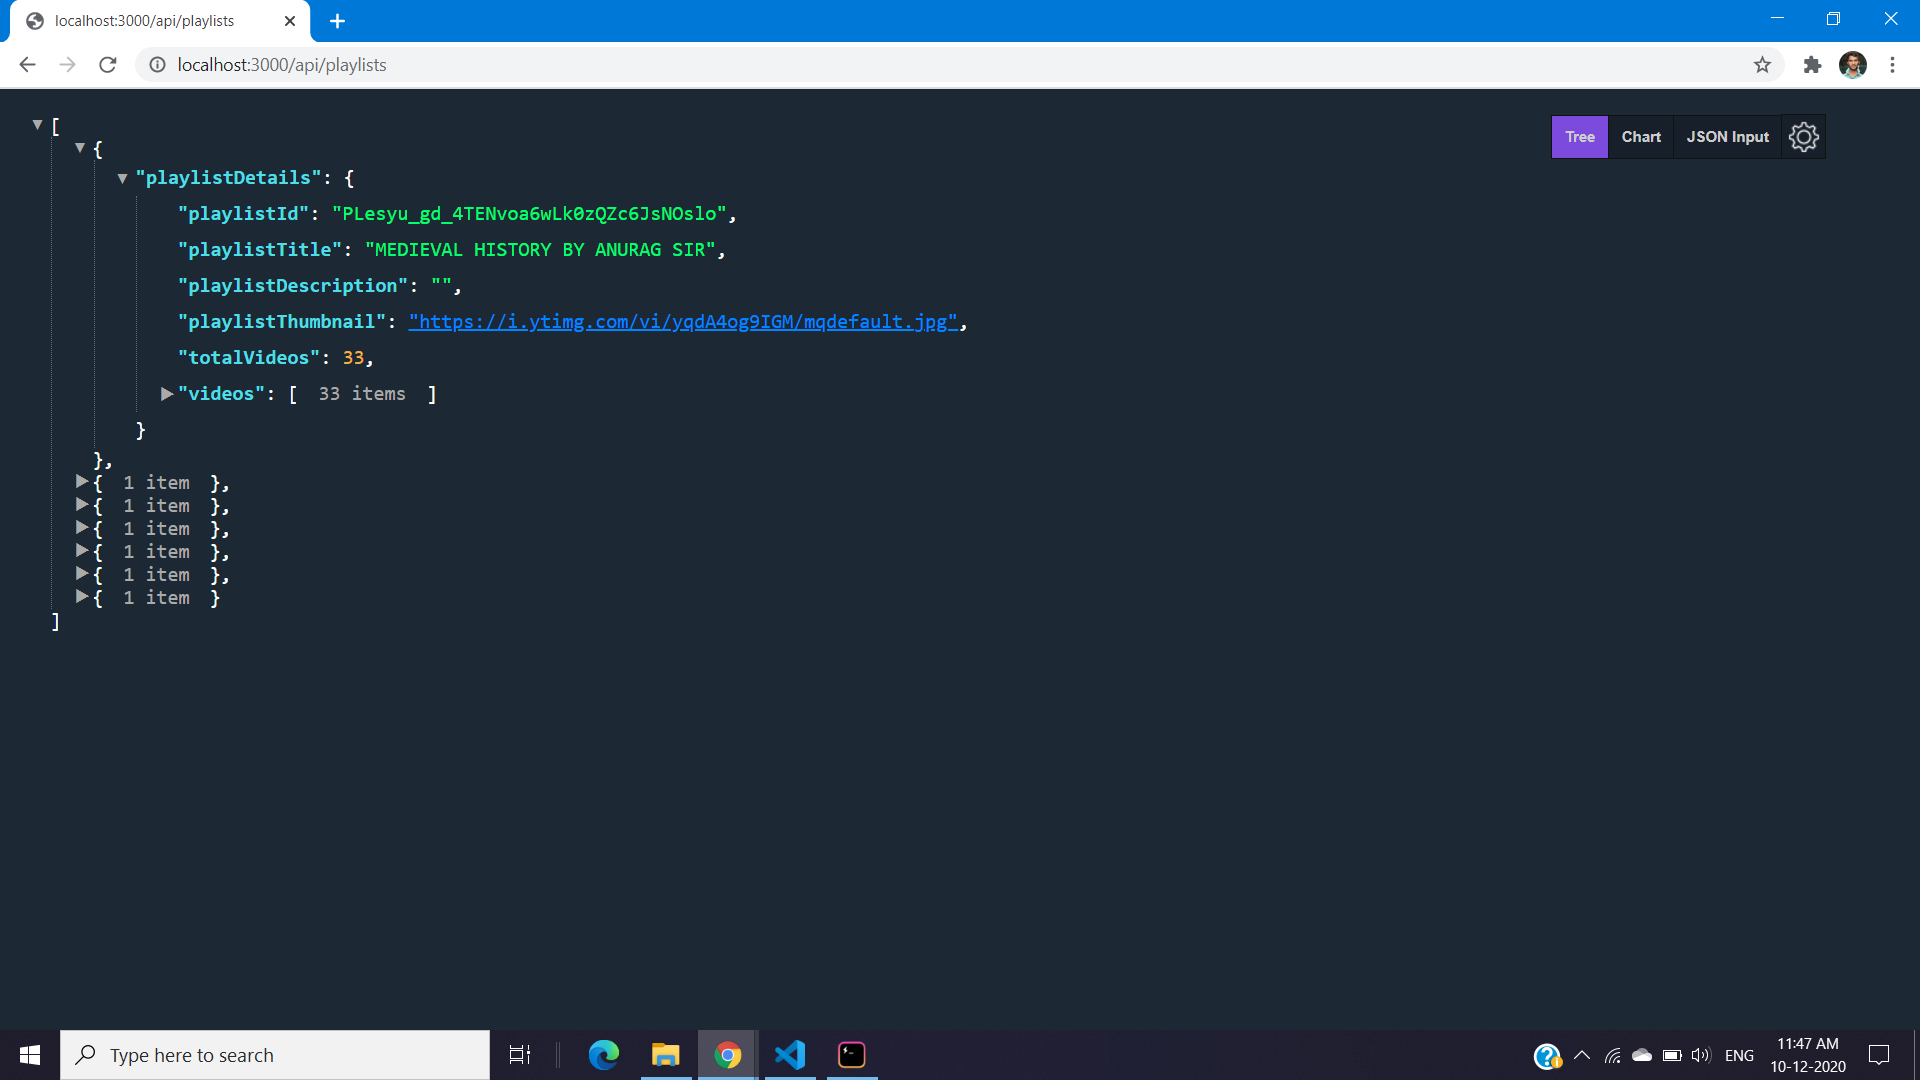 localhost:3000/api/playlists
localhost:3000/api/playlists
[
{
"playlistDetails": {
"playlistId": "PLesyu_gd_4TENvoa6wLk0zQZc6JsNOslo",
"playlistTitle": "MEDIEVAL HISTORY BY ANURAG SIR",
"playlistDescription": "",
"playlistThumbnail": "https://i.ytimg.com/vi/yqdA4og9IGM/mqdefault.jpg",
"totalVideos": 33,
"videos": [ 33 items ]
}
},
{ 1 item },
{ 1 item },
{ 1 item },
{ 1 item },
{ 1 item },
{ 1 item }
]
Tree Chart JSON Input
Type here to search
ENG
11:47 AM
10-12-2020